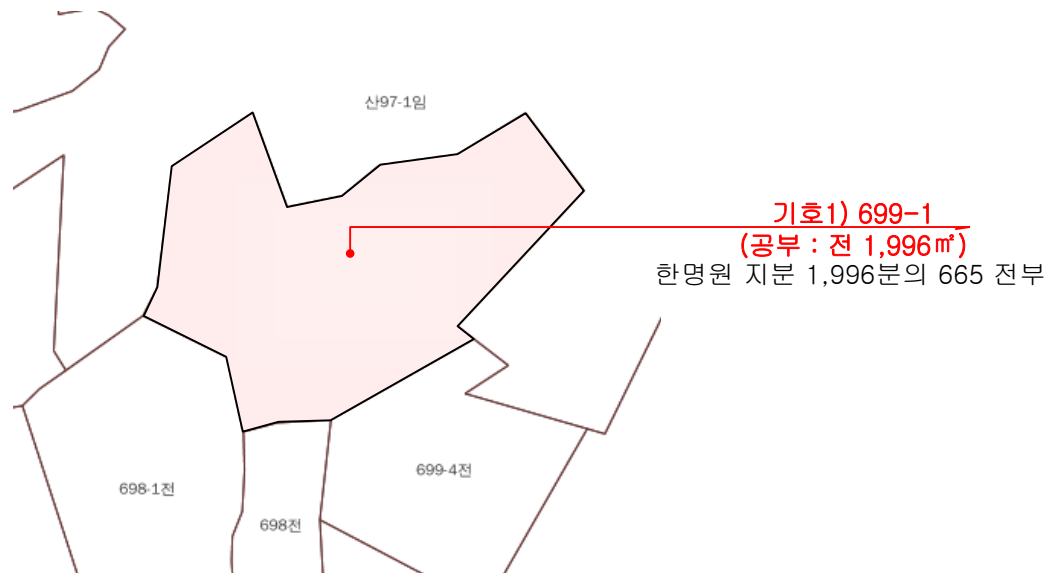 산97-1임
기호1) 699-1
(공부 : 전 1,996㎡)
한명원 지분 1,996분의 665 전부
699-4전
698-1전
698전